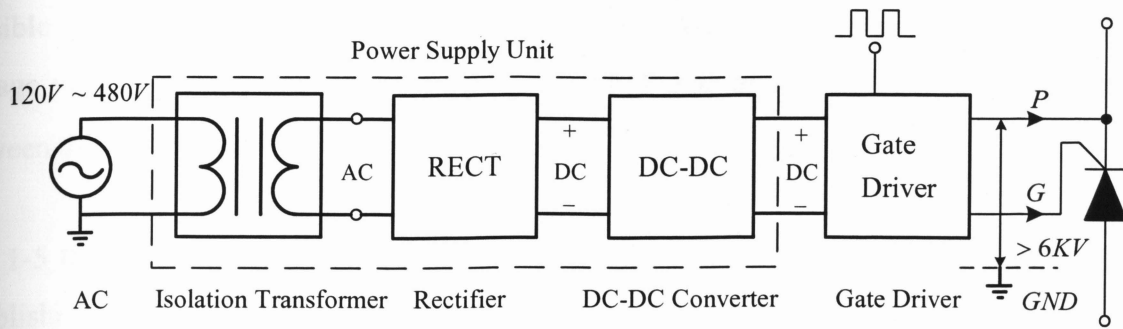 Power Supply Unit
120V ~ 480V
P
+
+
Gate
Driver
AC
RECT
DC
DC-DC
DC
−
−
G
> 6KV
AC
Isolation Transformer
Rectifier
DC-DC Converter
Gate Driver
GND